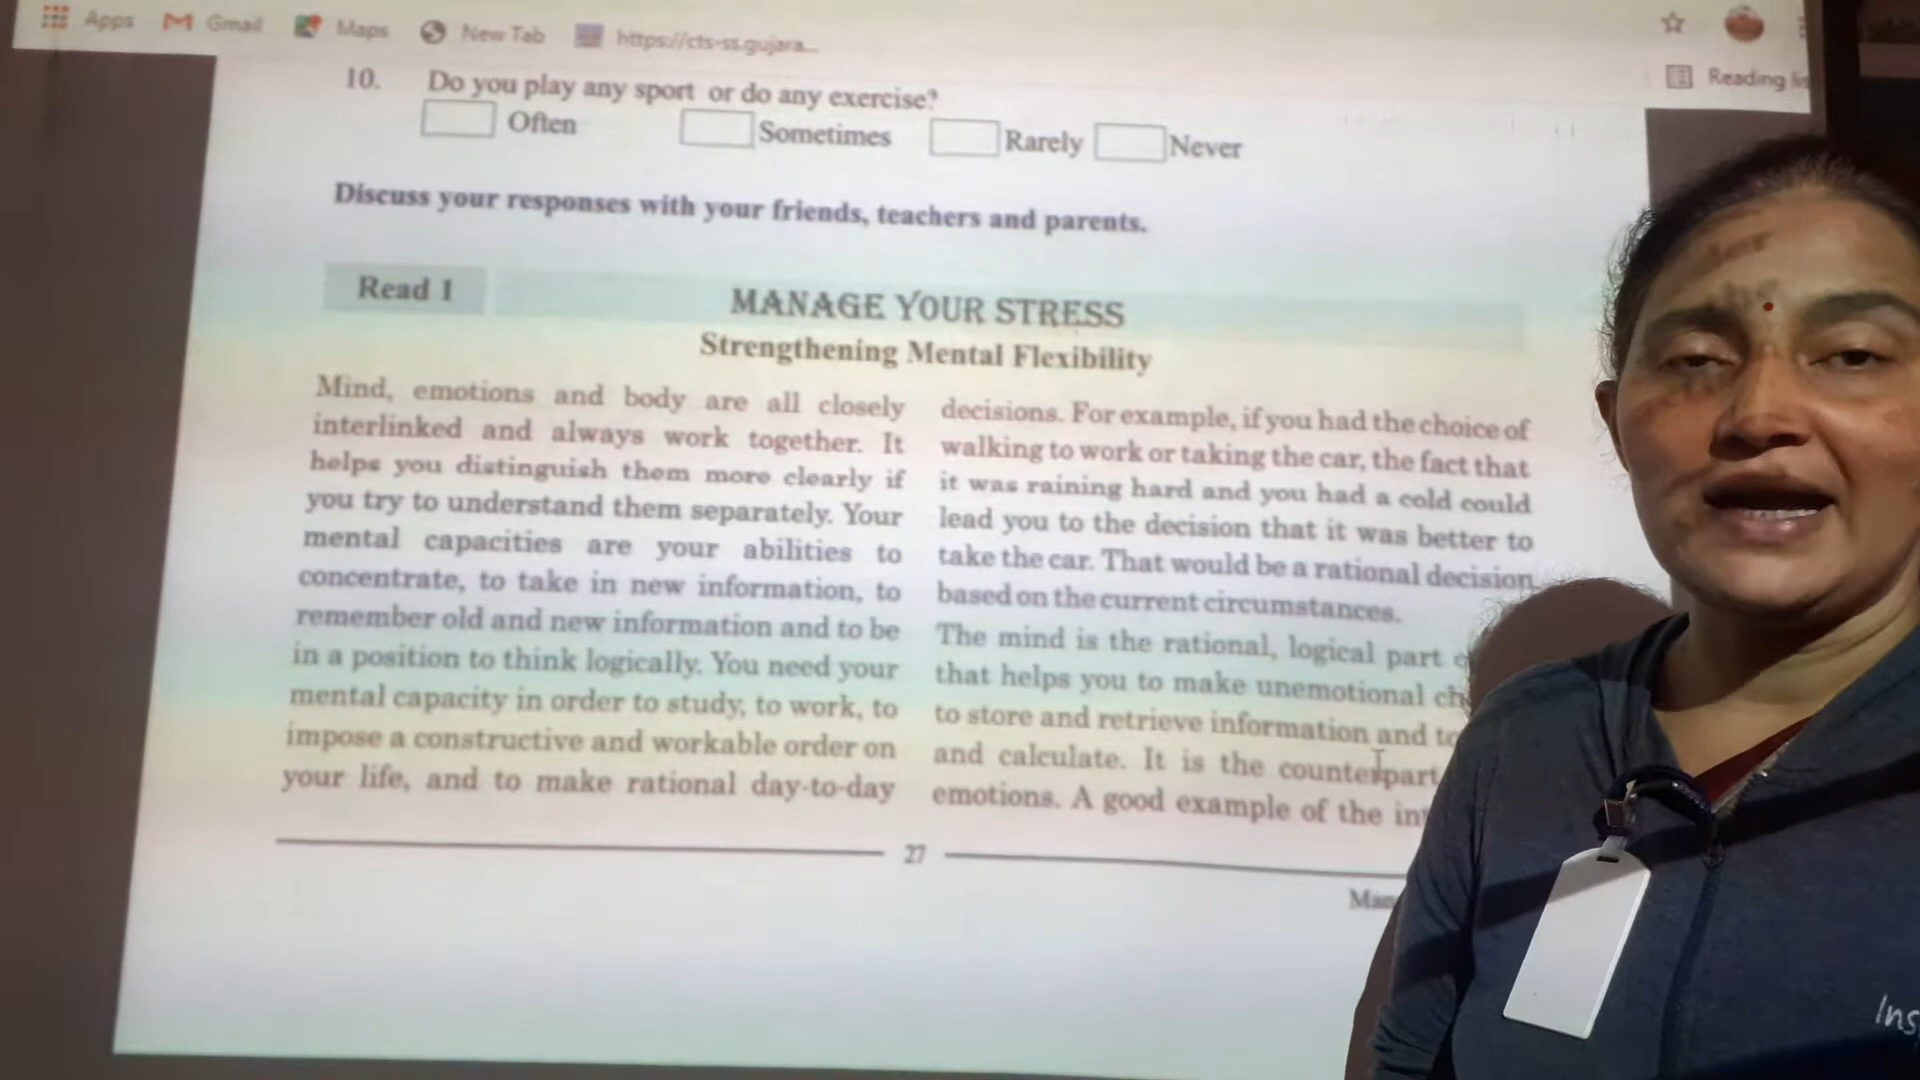 Apps Gmail Maps New Tab https://cts-ss.gujara...
Reading lis
10. Do you play any sport or do any exercise?
Often Sometimes Rarely Never
Discuss your responses with your friends, teachers and parents.
Read 1
MANAGE YOUR STRESS
Strengthening Mental Flexibility
Mind, emotions and body are all closely
interlinked and always work together. It
helps you distinguish them more clearly if
you try to understand them separately. Your
mental capacities are your abilities to
concentrate, to take in new information, to
remember old and new information and to be
in a position to think logically. You need your
mental capacity in order to study, to work, to
impose a constructive and workable order on
your life, and to make rational day-to-day
decisions. For example, if you had the choice of
walking to work or taking the car, the fact that
it was raining hard and you had a cold could
lead you to the decision that it was better to
take the car. That would be a rational decision
based on the current circumstances.
The mind is the rational, logical part
that helps you to make unemotional ch
to store and retrieve information and to
and calculate. It is the counterpart
emotions. A good example of the int
27
Man
Ins